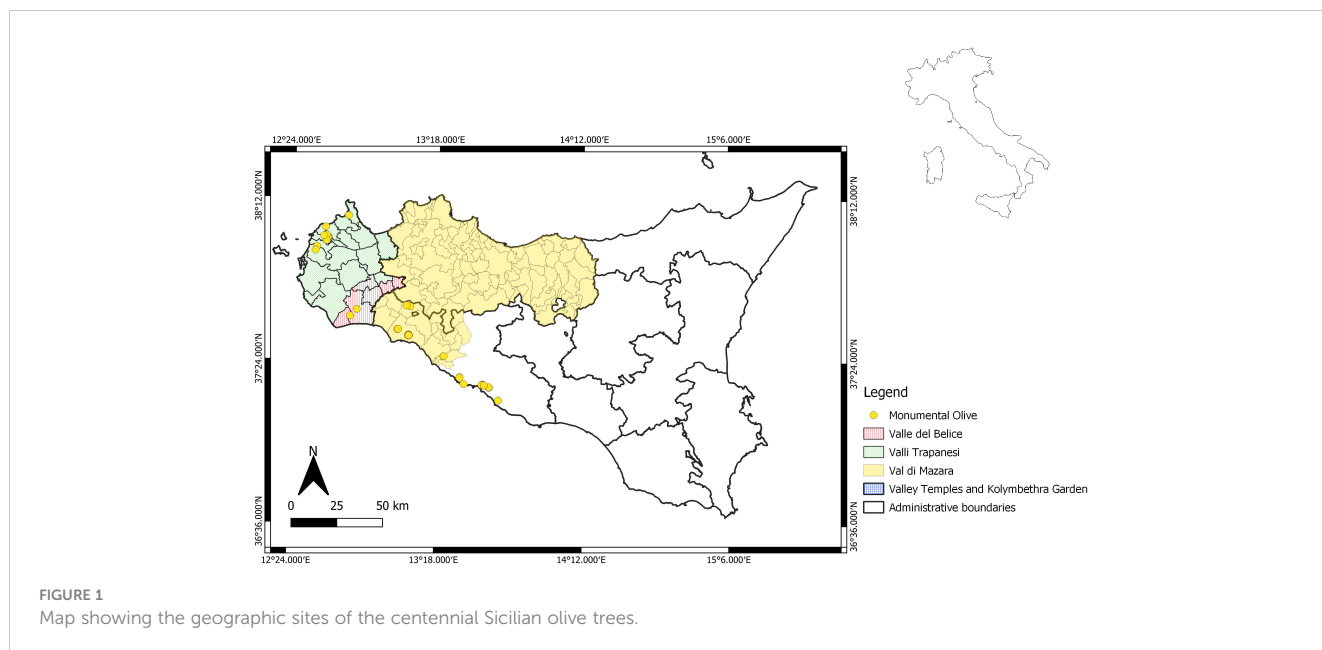 12°24.000'E 13°18.000'E 14°12.000'E 15°6.000'E
38°12.000'N
38°12.000'N
37°24.000'N
37°24.000'N
36°36.000'N
36°36.000'N
N
0 25 50 km
12°24.000'E 13°18.000'E 14°12.000'E 15°6.000'E
Legend
Monumental Olive
Valle del Belice
Valli Trapanesi
Val di Mazara
Valley Temples and Kolymbethra Garden
Administrative boundaries
FIGURE 1
Map showing the geographic sites of the centennial Sicilian olive trees.